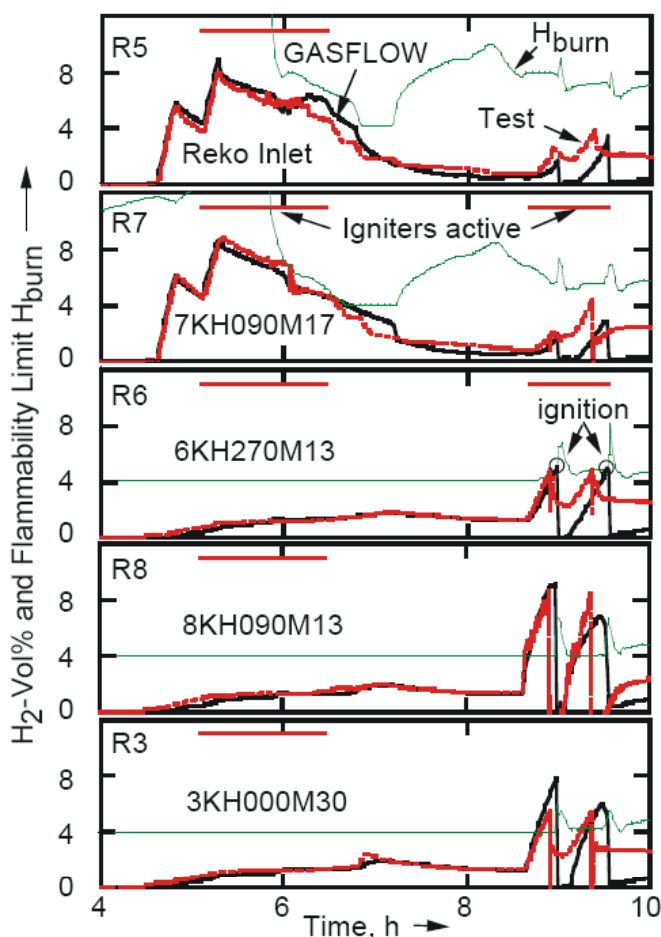 R5
GASFLOW
Hburn
8
4
0
Reko Inlet
Test
R7
Igniters active
8
4
0
7KH090M17
R6
ignition
8
4
0
6KH270M13
R8
8
4
0
8KH090M13
R3
8
4
0
3KH000M30
4 6 8 10
Time, h
H2-Vol% and Flammability Limit Hburn